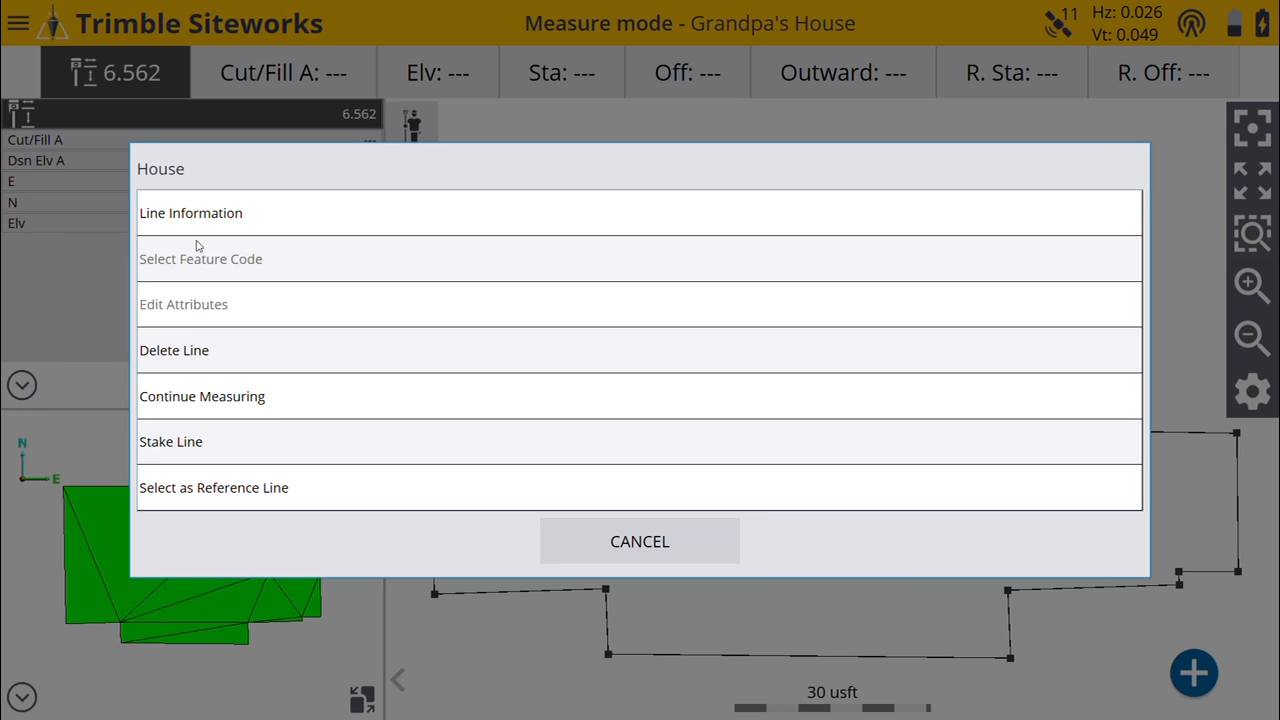 Trimble Siteworks
Measure mode - Grandpa's House
11
Hz: 0.026
Vt: 0.049
6.562
Cut/Fill A: ---
Elv: ---
Sta: ---
Off: ---
Outward: ---
R. Sta: ---
R. Off: ---
6.562
Cut/Fill A
---
Dsn Elv A
E
N
Elv
House
Line Information
Select Feature Code
Edit Attributes
Delete Line
Continue Measuring
Stake Line
Select as Reference Line
CANCEL
N
E
30 usft